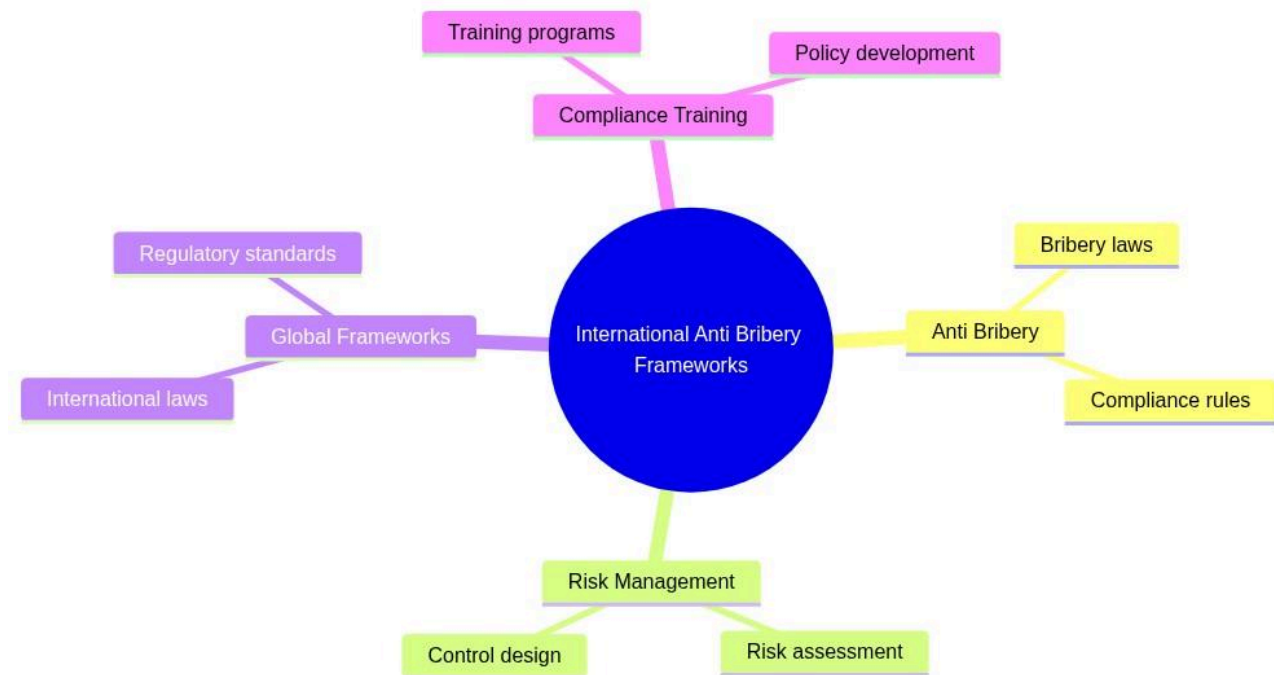 Training programs
Policy development
Compliance Training
Regulatory standards
Bribery laws
Global Frameworks
International Anti Bribery
Frameworks
Anti Bribery
International laws
Compliance rules
Risk Management
Control design
Risk assessment